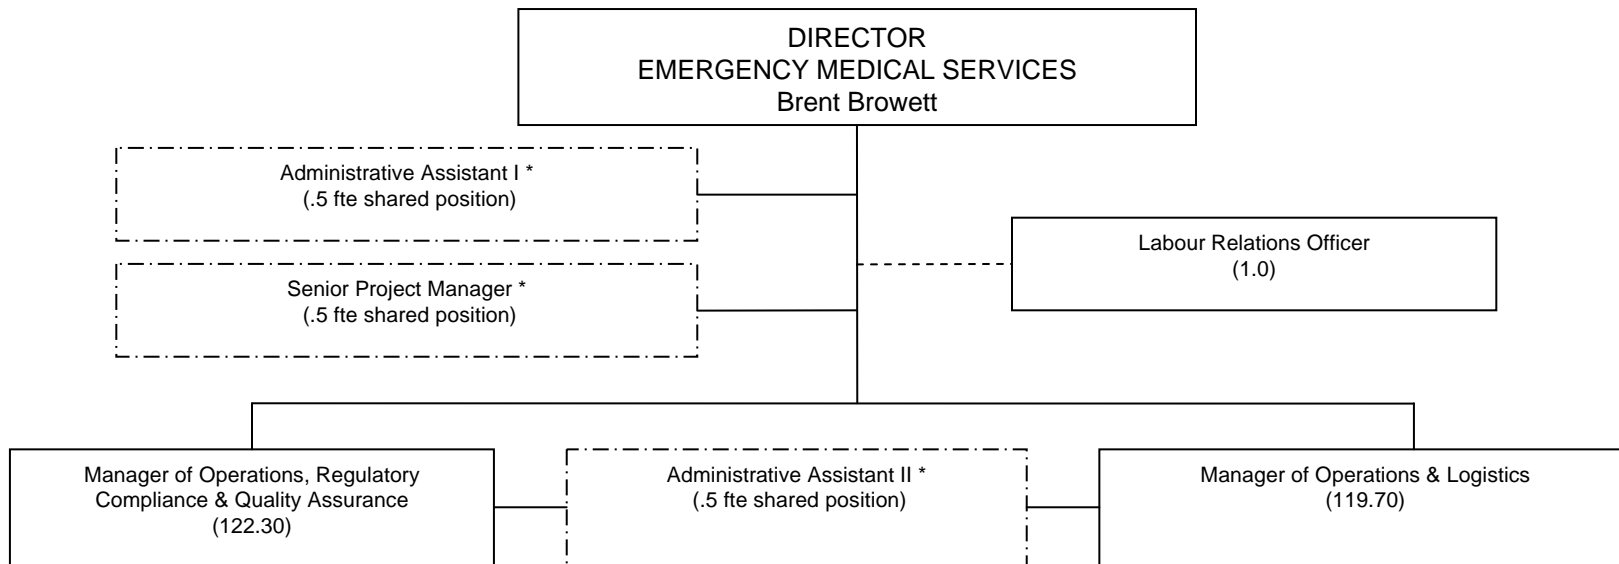 DIRECTOR
EMERGENCY MEDICAL SERVICES
Brent Browett
Administrative Assistant I *
(.5 fte shared position)
Labour Relations Officer
(1.0)
Senior Project Manager *
(.5 fte shared position)
Manager of Operations, Regulatory
Compliance & Quality Assurance
(122.30)
Administrative Assistant II *
(.5 fte shared position)
Manager of Operations & Logistics
(119.70)